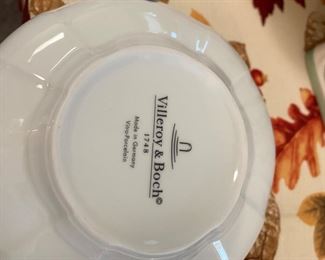 Villeroy & Boch©
1748
Made in Germany
Vitro-Porcelain